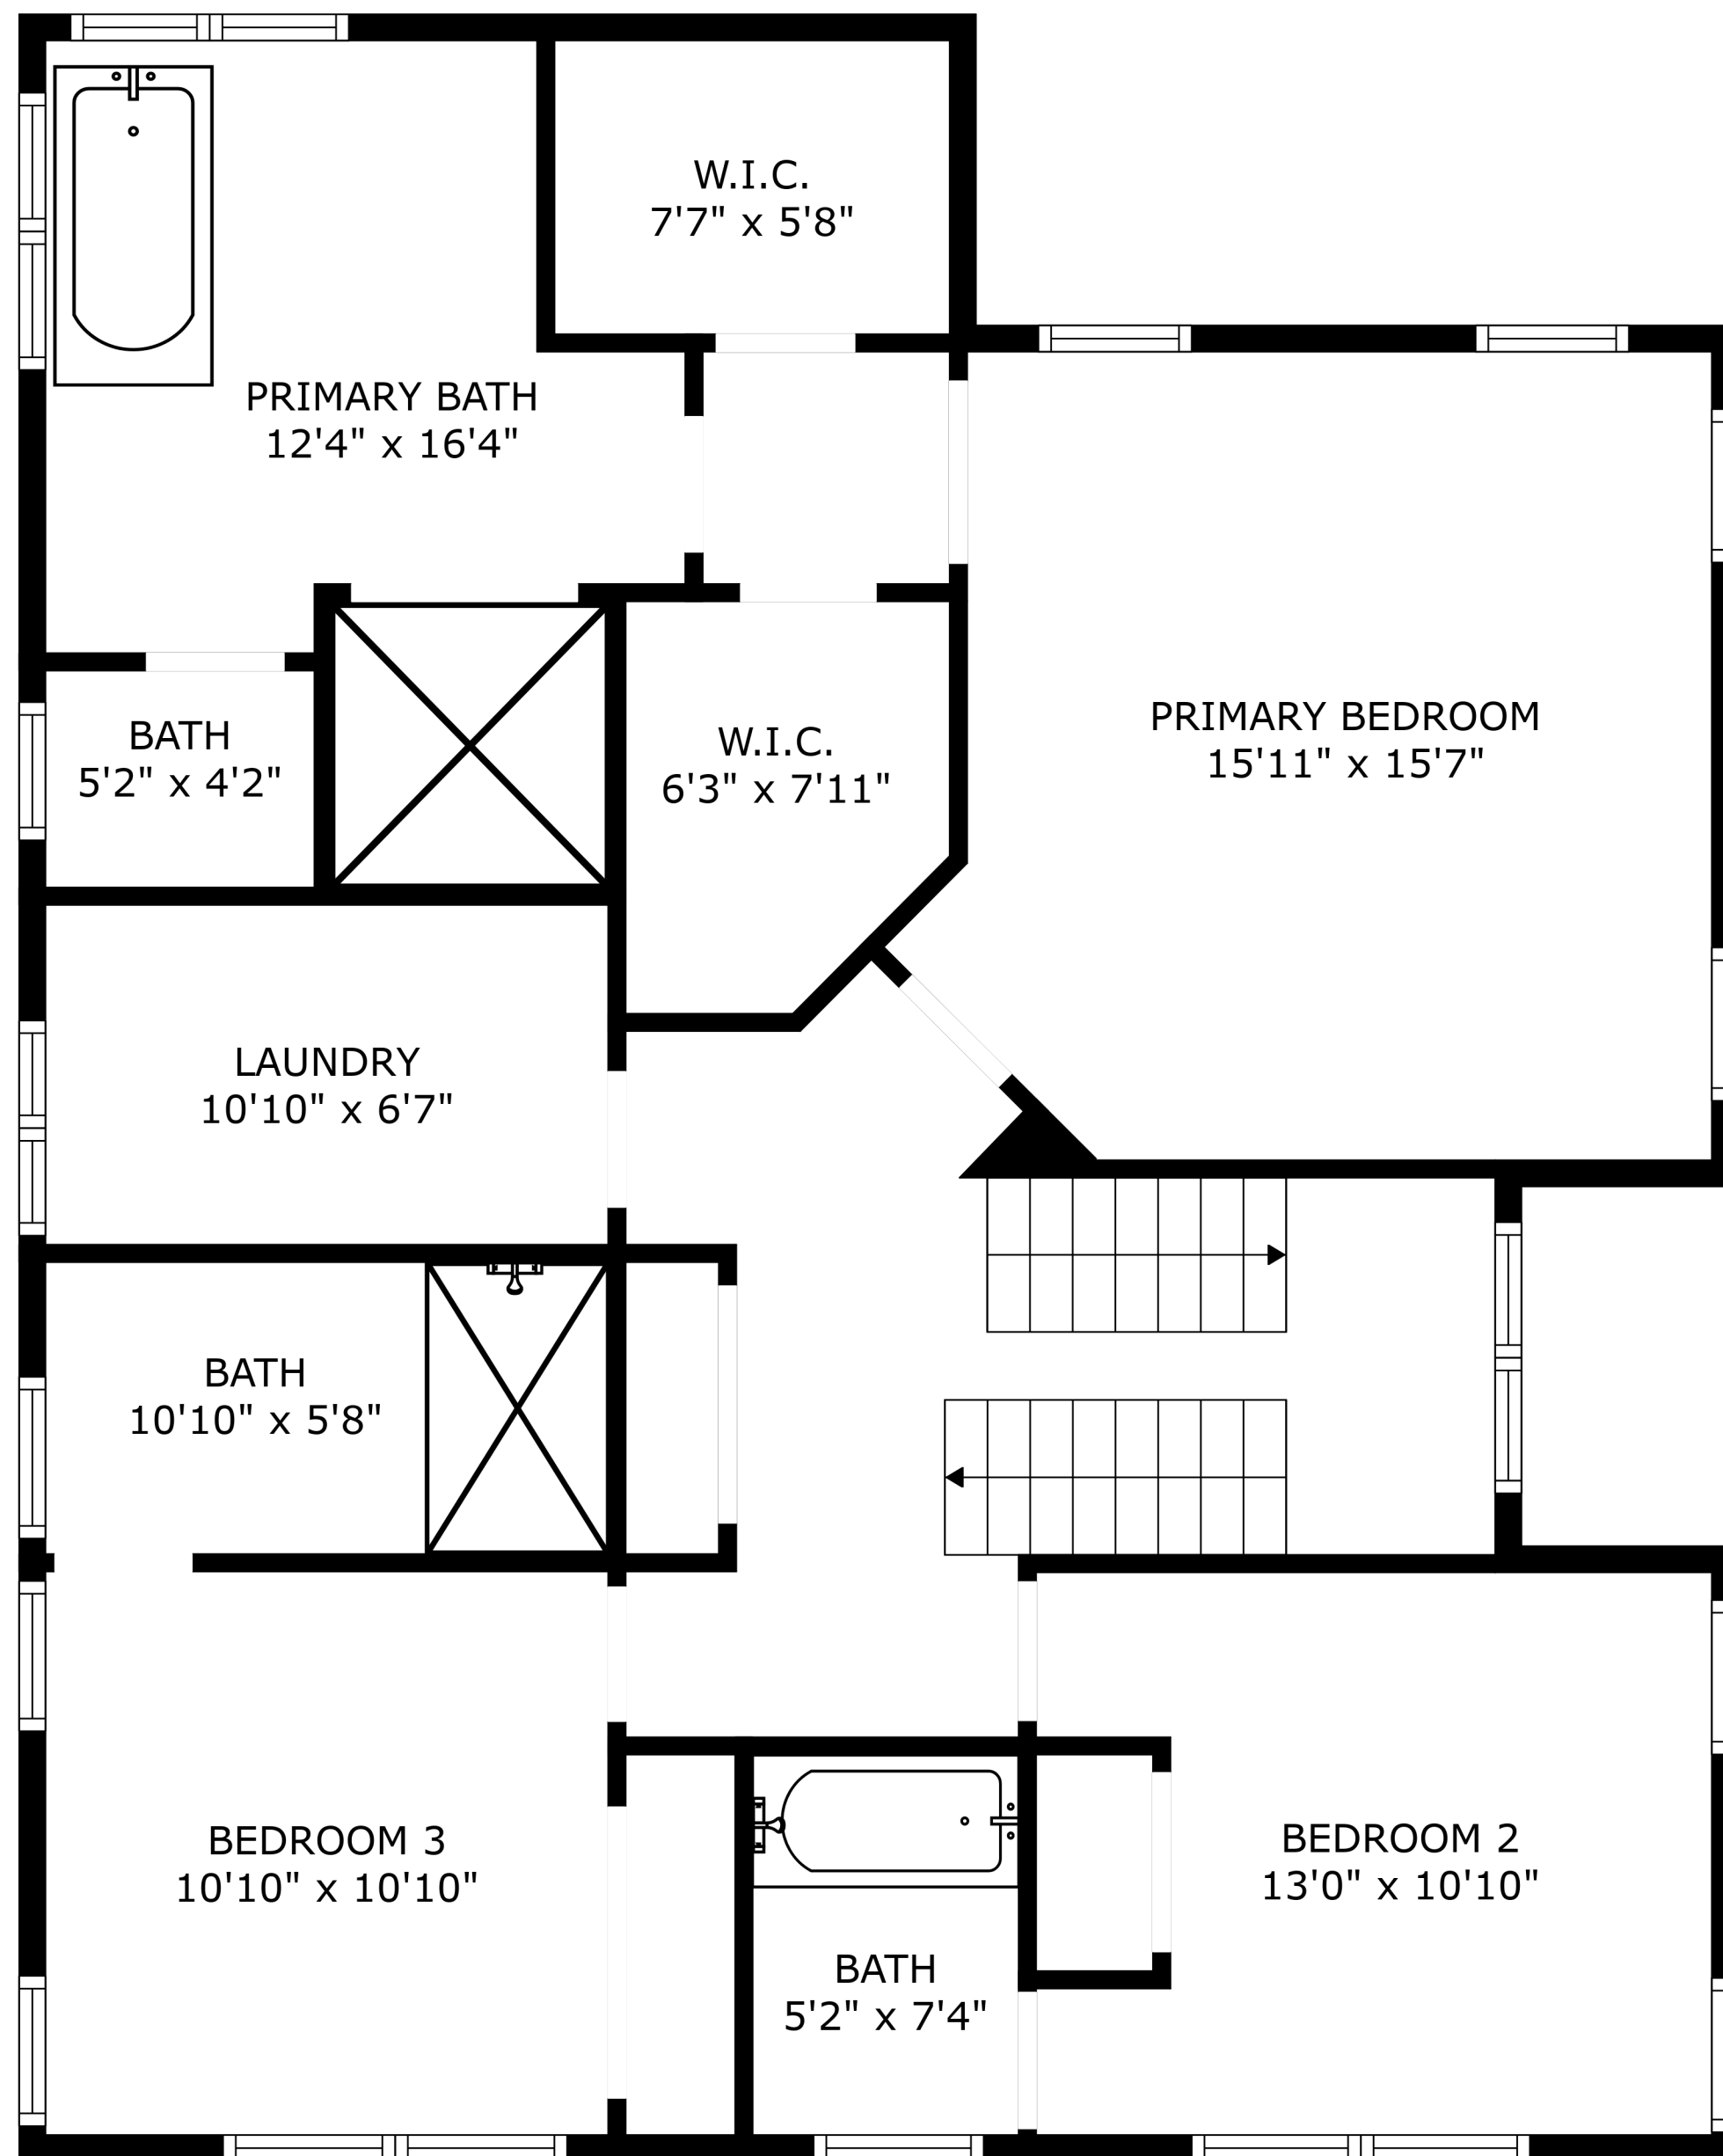 W.I.C.
7'7" x 5'8"
PRIMARY BATH
12'4" x 16'4"
PRIMARY BEDROOM
15'11" x 15'7"
BATH
5'2" x 4'2"
W.I.C.
6'3" x 7'11"
LAUNDRY
10'10" x 6'7"
BATH
10'10" x 5'8"
BEDROOM 3
10'10" x 10'10"
BEDROOM 2
13'0" x 10'10"
BATH
5'2" x 7'4"